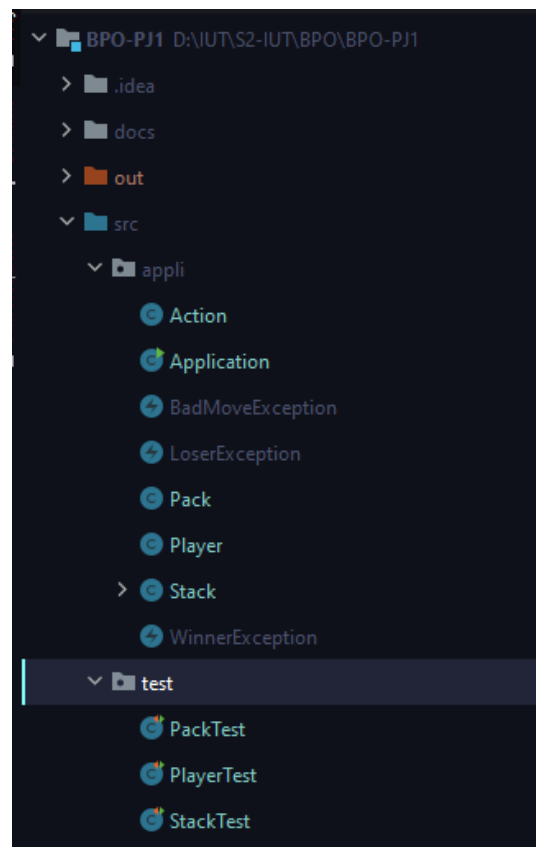 BPO-PJ1 D:\IUT\S2-IUT\BPO\BPO-PJ1
.idea
docs
out
src
appli
Action
Application
BadMoveException
LoserException
Pack
Player
Stack
WinnerException
test
PackTest
PlayerTest
StackTest